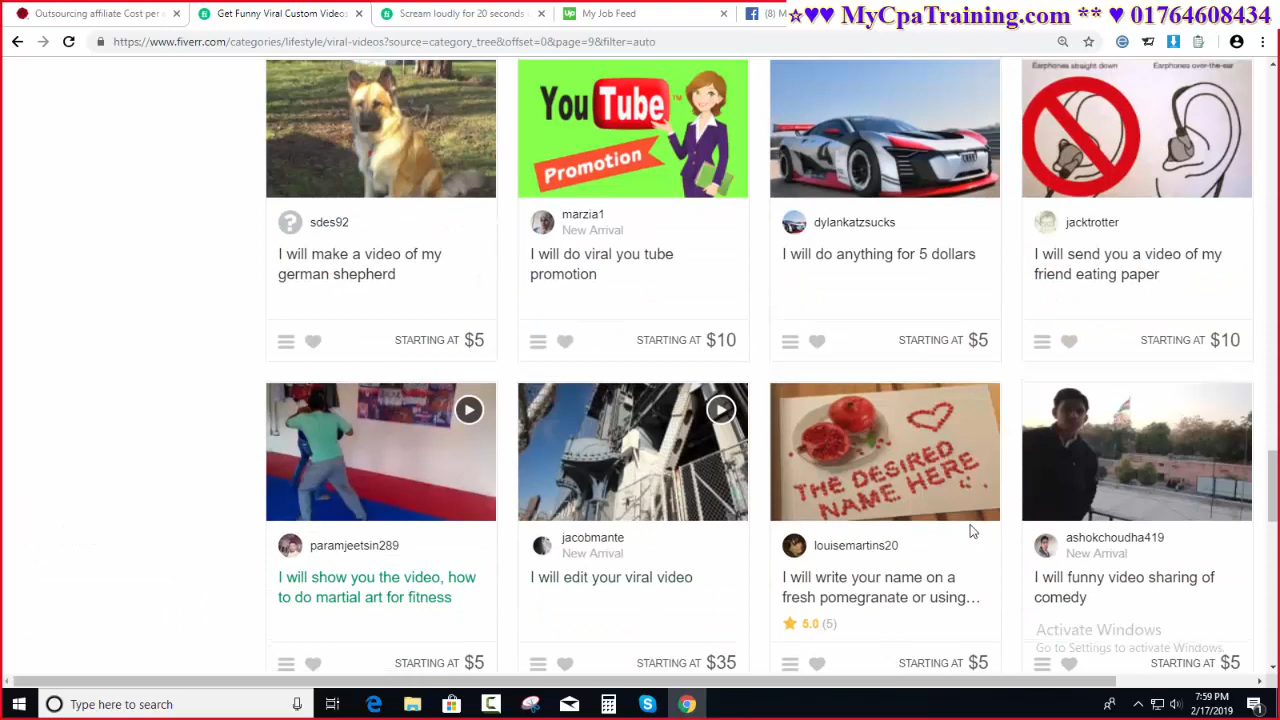 Outsourcing affiliate Cost per
Get Funny Viral Custom Videos
Scream loudly for 20 seconds
My Job Feed
(8) M
☆♥♥ MyCpaTraining.com ** ♥ 01764608434
https://www.fiverr.com/categories/lifestyle/viral-videos?source=category_tree&offset=0&page=9&filter=auto
YouTube™
Promotion
Earphones straight down
Earphones over-the-ear
sdes92
marzia1
New Arrival
dylankatzsucks
jacktrotter
I will make a video of my
german shepherd
I will do viral you tube
promotion
I will do anything for 5 dollars
I will send you a video of my
friend eating paper
STARTING AT $5
STARTING AT $10
STARTING AT $5
STARTING AT $10
THE DESIRED
NAME HERE
paramjeetsin289
jacobmante
New Arrival
louisemartins20
ashokchoudha419
New Arrival
I will show you the video, how
to do martial art for fitness
I will edit your viral video
I will write your name on a
fresh pomegranate or using...
I will funny video sharing of
comedy
5.0 (5)
Activate Windows
Go to Settings to activate Windows.
STARTING AT $5
STARTING AT $35
STARTING AT $5
STARTING AT $5
Type here to search
7:59 PM
2/17/2019